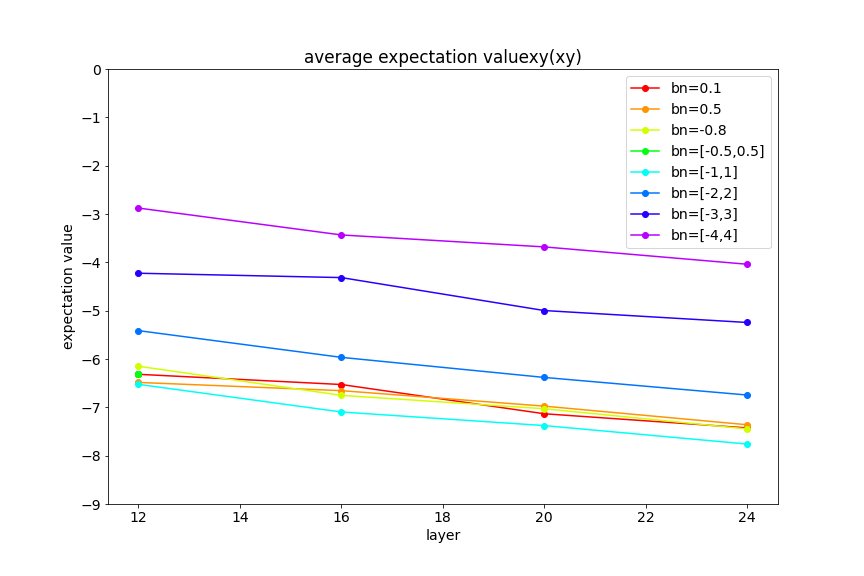 average expectation valuexy(xy)
0
−1
−2
−3
−4
−5
−6
−7
−8
−9
expectation value
bn=0.1
bn=0.5
bn=-0.8
bn=[-0.5,0.5]
bn=[-1,1]
bn=[-2,2]
bn=[-3,3]
bn=[-4,4]
12 14 16 18 20 22 24
layer